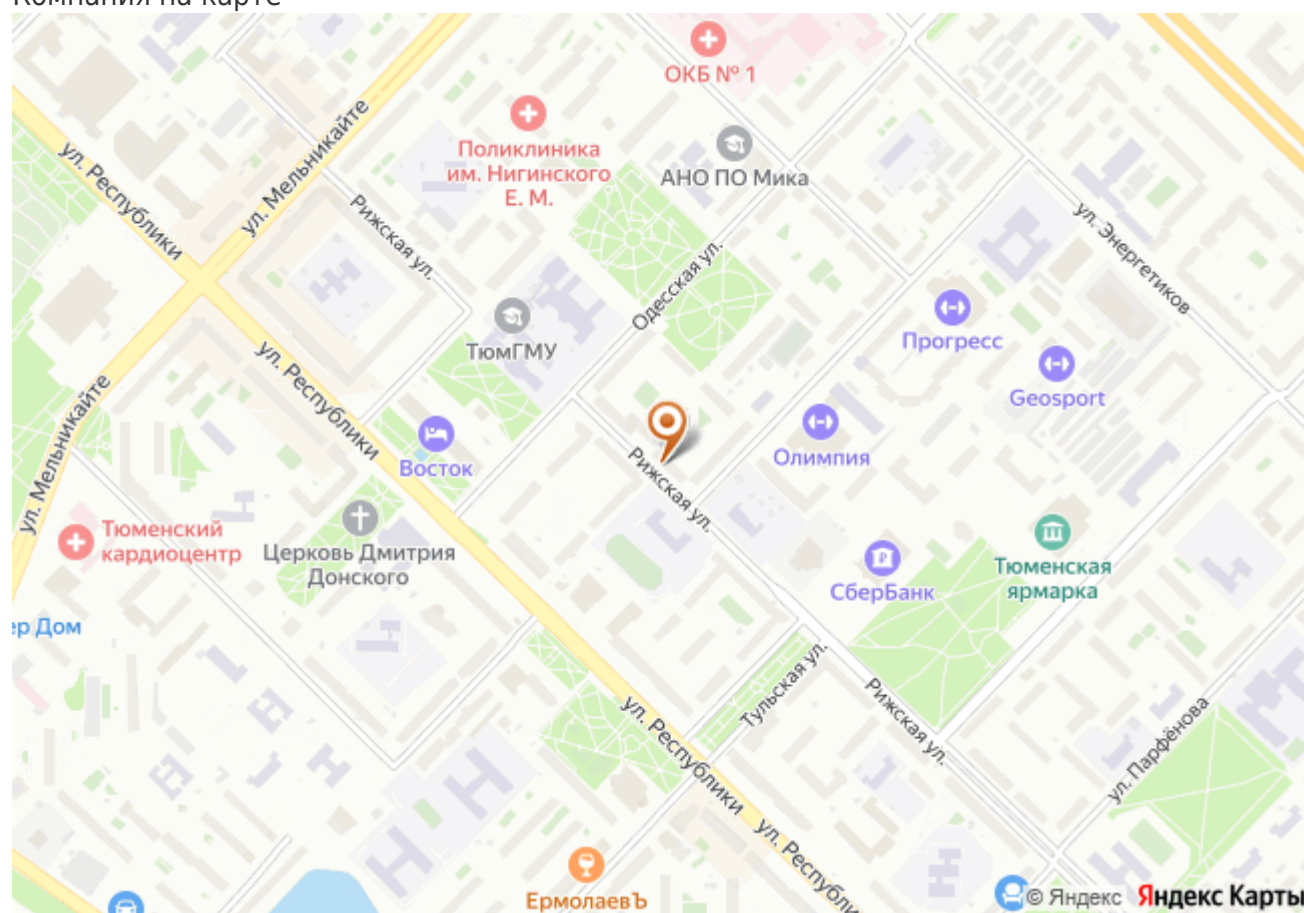 Компания на карте
ОКБ № 1
Поликлиника
им. Нигинского
Е. М.
АНО ПО Мика
ул. Мельникайте
ул. Республики
Рижская ул.
ул. Энергетиков
Одесская ул.
ТюмГМУ
Прогресс
Geosport
ул. Республики
ул. Мельникайте
Восток
Олимпия
Рижская ул.
Тюменский
кардиоцентр
Церковь Дмитрия
Донского
СберБанк
Тюменская
ярмарка
ер Дом
Тульская ул.
Рижская ул.
ул. Парфёнова
ул. Республики
ул. Республи
ЕрмолаевЪ
© Яндекс Яндекс Карты